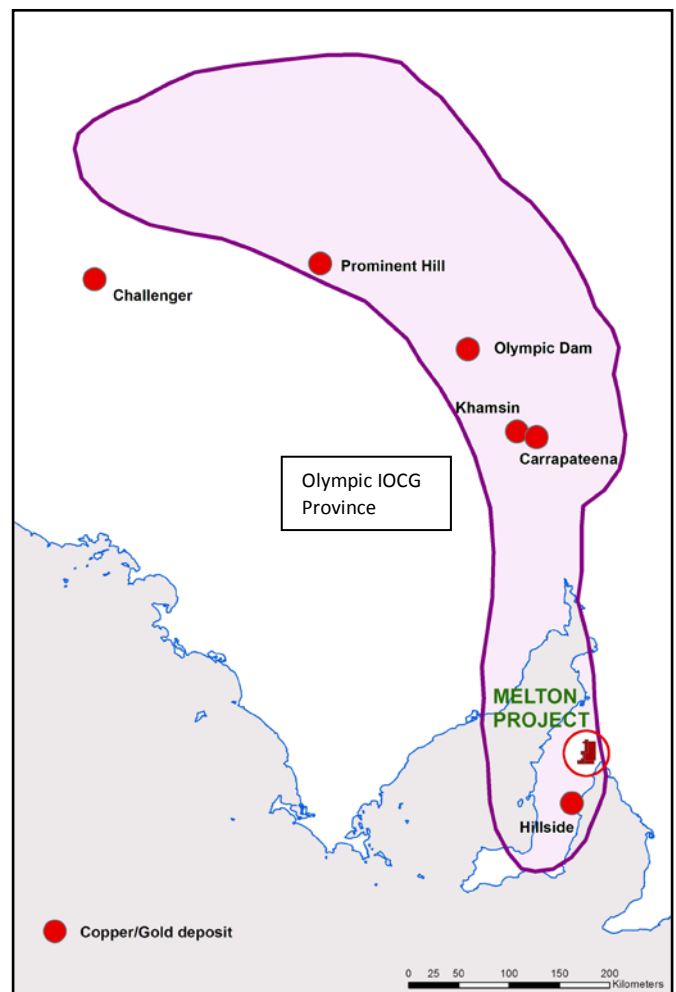 Prominent Hill
Challenger
Olympic Dam
Khamsin
Carrapateena
Olympic IOCG
Province
MELTON
PROJECT
Hillside
Copper/Gold deposit
0 25 50 100 150 200
Kilometers